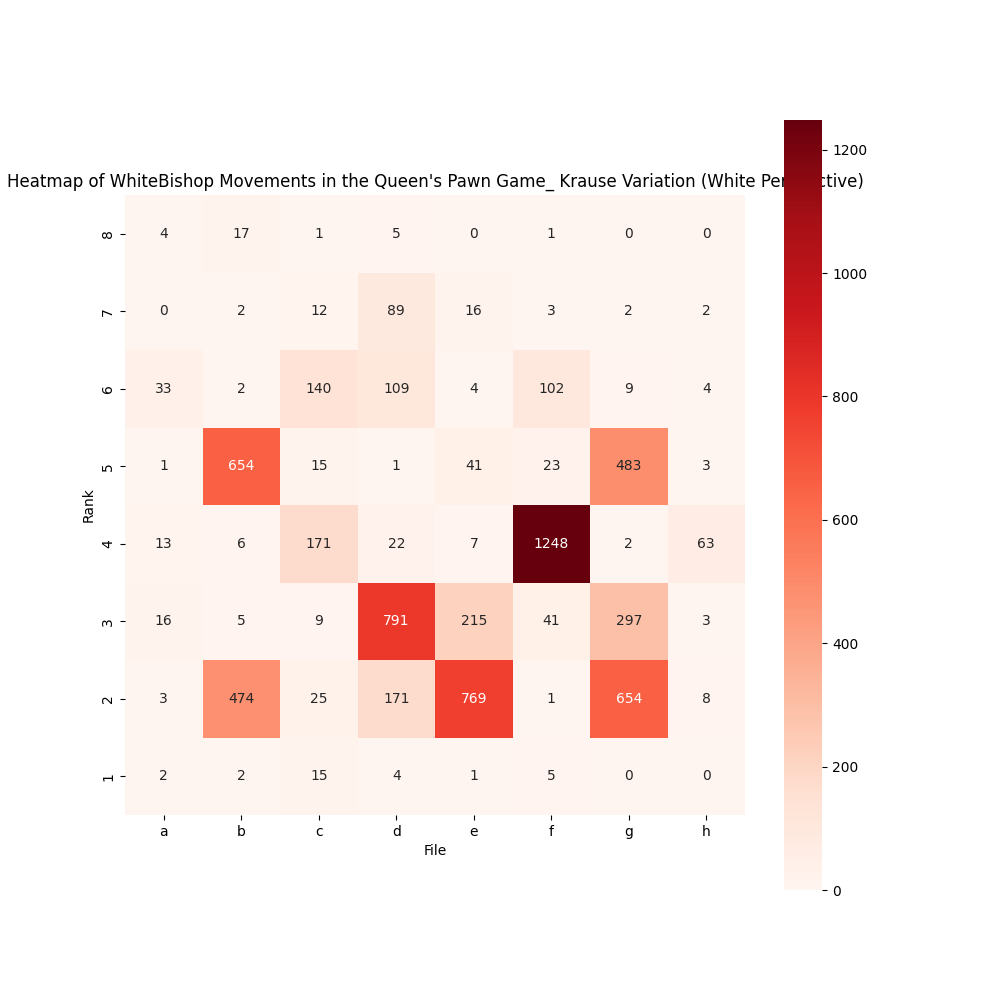 Heatmap of WhiteBishop Movements in the Queen's Pawn Game_ Krause Variation (White Per ctive)
1200
1000
800
600
400
200
0
Rank
8 4 17 1 5 0 1 0 0
7 0 2 12 89 16 3 2 2
6 33 2 140 109 4 102 9 4
5 1 654 15 1 41 23 483 3
4 13 6 171 22 7 1248 2 63
3 16 5 9 791 215 41 297 3
2 3 474 25 171 769 1 654 8
1 2 2 15 4 1 5 0 0
a b c d e f g h
File